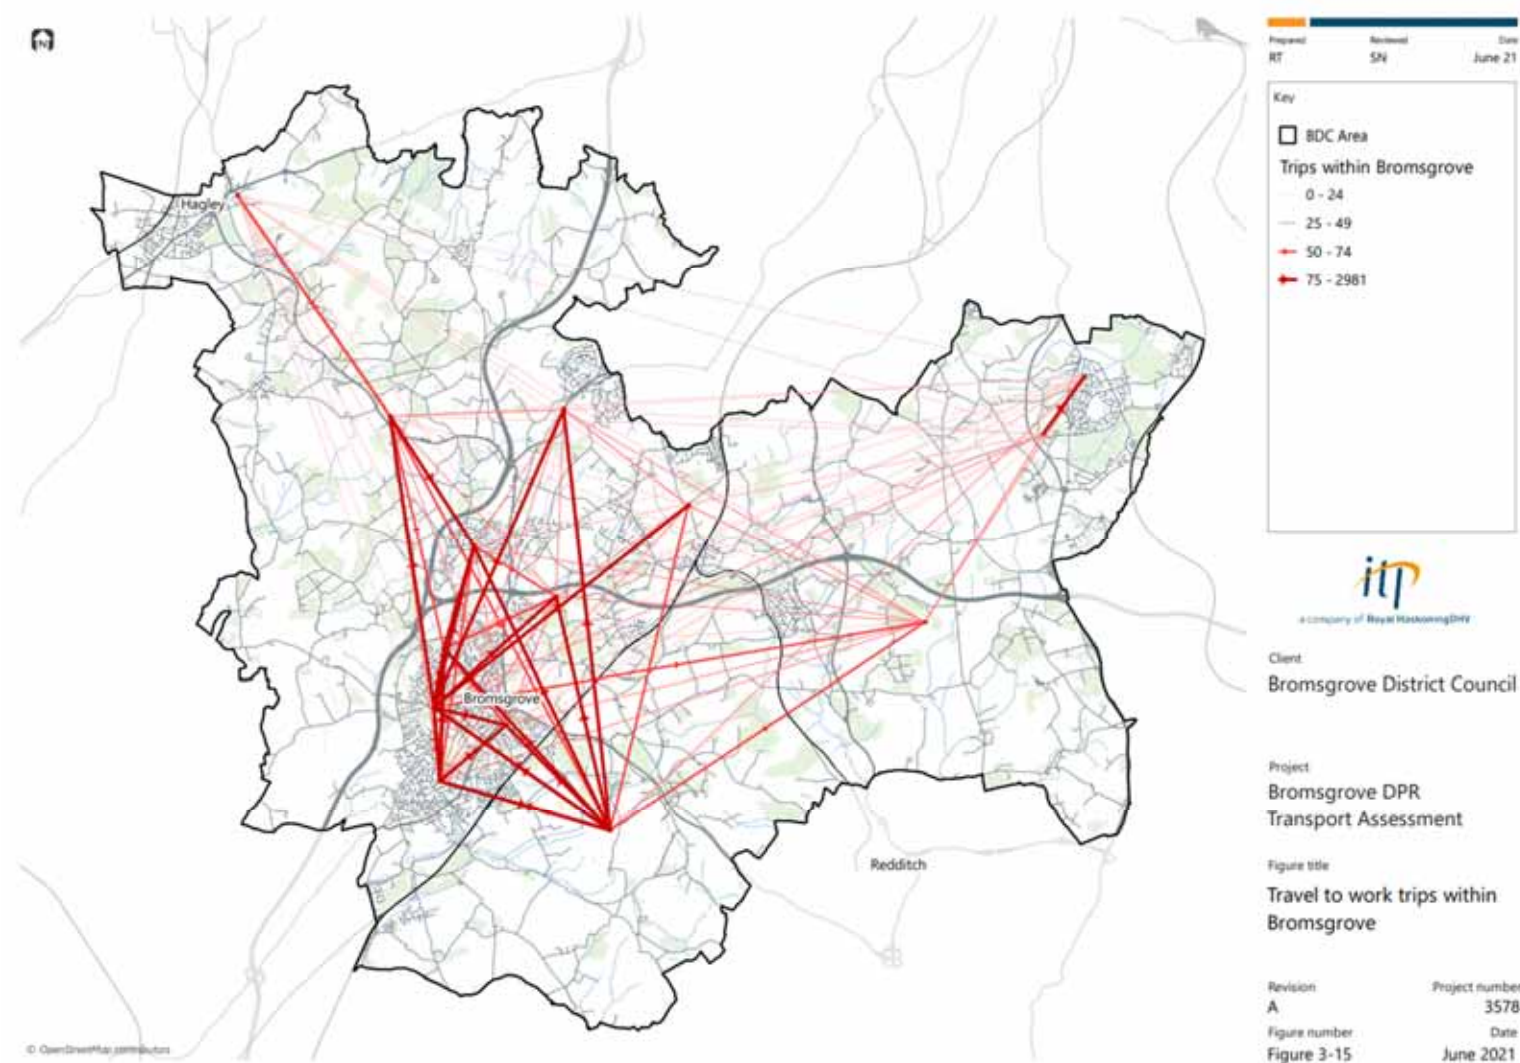 N
Hagley
Bromsgrove
Redditch
© OpenStreetMap contributors
Prepared Reviewed Date
RT SN June 21
Key
BDC Area
Trips within Bromsgrove
0 - 24
25 - 49
50 - 74
75 - 2981
itp
a company of Royal HaskoningDHV
Client
Bromsgrove District Council
Project
Bromsgrove DPR
Transport Assessment
Figure title
Travel to work trips within
Bromsgrove
Revision Project number
A 3578
Figure number Date
Figure 3-15 June 2021